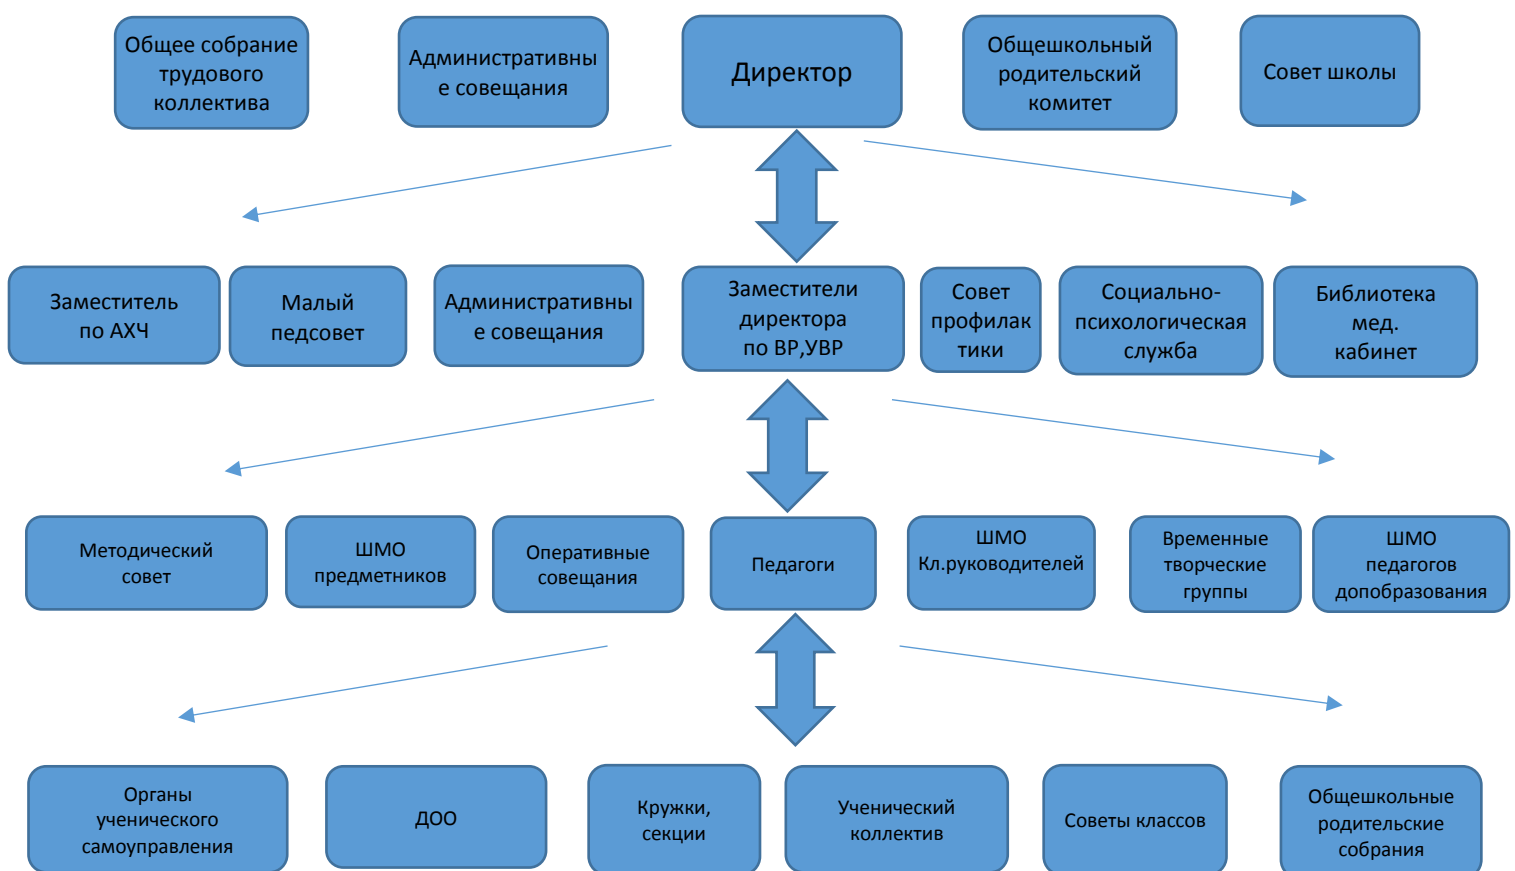 Общее собрание
трудового
коллектива
Административны
е совещания
Директор
Общешкольный
родительский
комитет
Совет школы
Заместитель
по АХЧ
Малый
педсовет
Административны
е совещания
Заместители
директора
по ВР,УВР
Совет
профилак
тики
Социально-
психологическая
служба
Библиотека
мед.
кабинет
Методический
совет
ШМО
предметников
Оперативные
совещания
Педагоги
ШМО
Кл.руководителей
Временные
творческие
группы
ШМО
педагогов
допобразования
Органы
ученического
самоуправления
ДОО
Кружки,
секции
Ученический
коллектив
Советы классов
Общешкольные
родительские
собрания